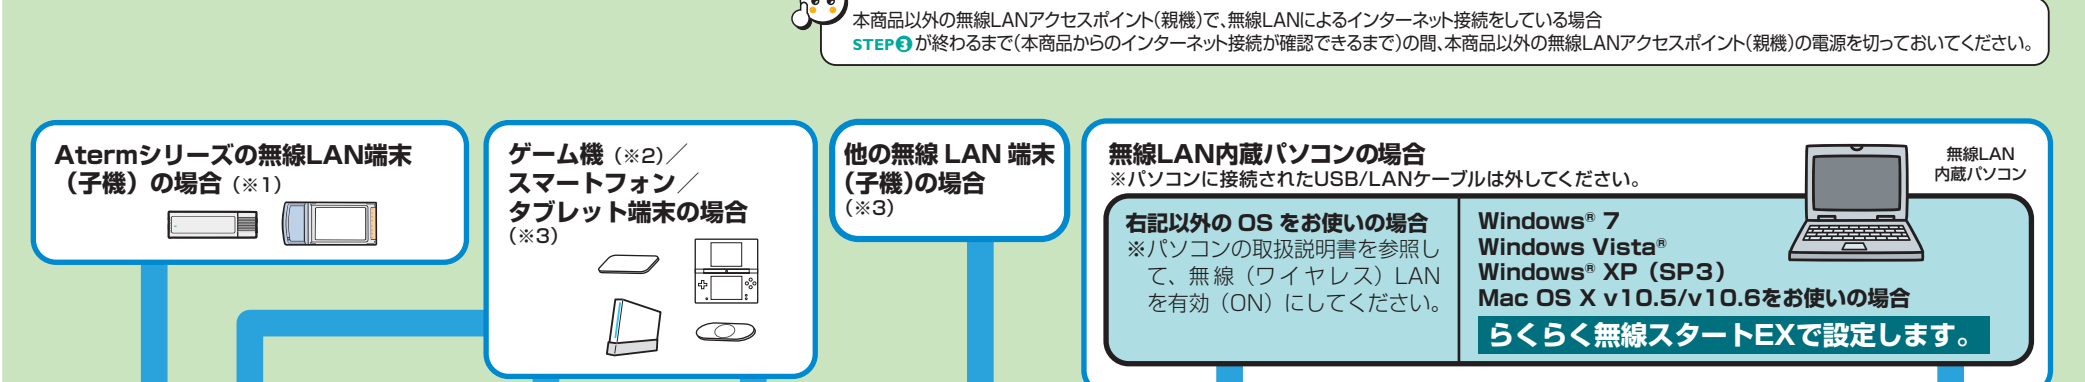 本商品以外の無線LANアクセスポイント(親機)で、無線LANによるインターネット接続をしている場合
STEP❸が終わるまで(本商品からのインターネット接続が確認できるまで)の間、本商品以外の無線LANアクセスポイント(親機)の電源を切っておいてください。
Atermシリーズの無線LAN端末
(子機)の場合(※1)
ゲーム機(※2)/
スマートフォン/
タブレット端末の場合
(※3)
他の無線 LAN 端末
(子機)の場合
(※3)
無線LAN内蔵パソコンの場合
※パソコンに接続されたUSB/LANケーブルは外してください。
無線LAN
内蔵パソコン
右記以外の OS をお使いの場合
※パソコンの取扱説明書を参照し
て、無線(ワイヤレス)LAN
を有効(ON)にしてください。
Windows® 7
Windows Vista®
Windows® XP(SP3)
Mac OS X v10.5/v10.6をお使いの場合
らくらく無線スタートEXで設定します。